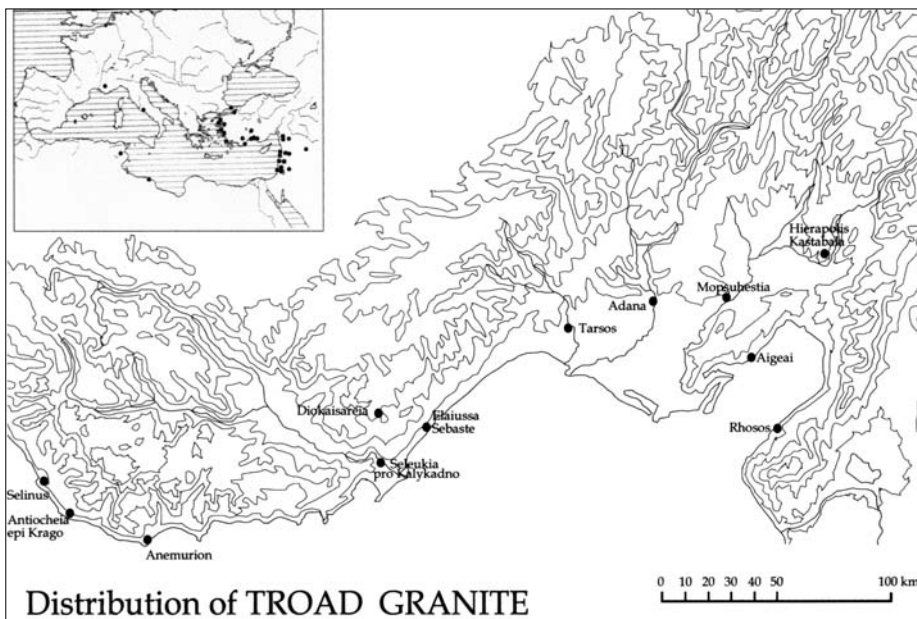 Hierapolis
Kastabala
Mopsuhestia
Adana
Tarsos
Aigeai
Diokaisareia
Elaiussa
Sebaste
Rhosos
Seleukia
pro Kalykadno
Selinus
Antiocheia
epi Krago
Anemurion
0 10 20 30 40 50 100 km
Distribution of TROAD GRANITE